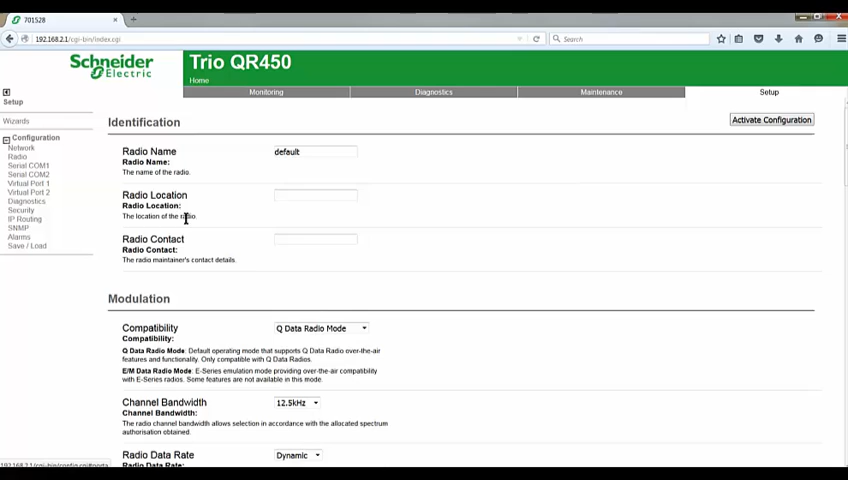 701528
192.168.2.1/cgi-bin/index.cgi
Search
Schneider
Electric
Trio QR450
Home
Monitoring
Diagnostics
Maintenance
Setup
Setup
Wizards
Configuration
Network
Radio
Serial COM1
Serial COM2
Virtual Port 1
Virtual Port 2
Diagnostics
Security
IP Routing
SNMP
Alarms
Save / Load
Identification
Activate Configuration
Radio Name
default
Radio Name:
The name of the radio.
Radio Location
Radio Location:
The location of the radio.
Radio Contact
Radio Contact:
The radio maintainer's contact details.
Modulation
Compatibility
Q Data Radio Mode
Compatibility:
Q Data Radio Mode: Default operating mode that supports Q Data Radio over-the-air
features and functionality. Only compatible with Q Data Radios.
E/M Data Radio Mode: E-Series emulation mode providing over-the-air compatibility
with E-Series radios. Some features are not available in this mode.
Channel Bandwidth
12.5kHz
Channel Bandwidth:
The radio channel bandwidth allows selection in accordance with the allocated spectrum
authorisation obtained.
Radio Data Rate
Dynamic
Radio Data Rate: